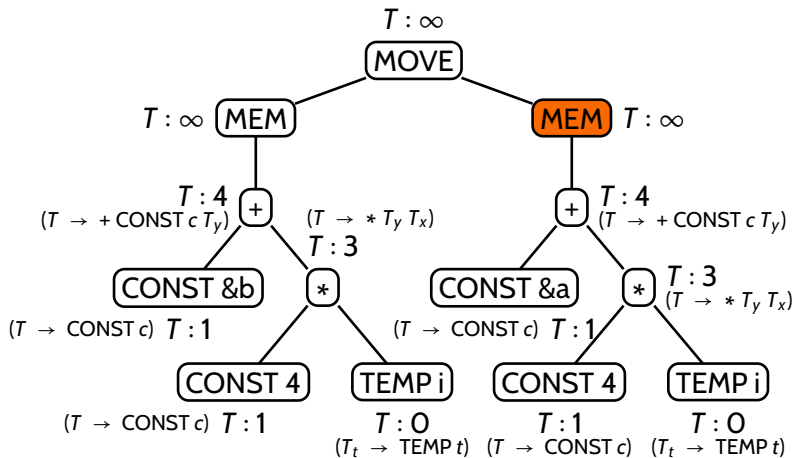 T : ∞
MOVE
T : ∞ MEM MEM T : ∞
T : 4 T : 4
(T → + CONST c T_y) + (T → * T_y T_x) + (T → + CONST c T_y)
T : 3 T : 3
CONST &b * CONST &a * (T → * T_y T_x)
(T → CONST c) T : 1 (T → CONST c) T : 1
CONST 4 TEMP i CONST 4 TEMP i
(T → CONST c) T : 1 T : 0 T : 1 T : 0
(T_t → TEMP t) (T → CONST c) (T_t → TEMP t)